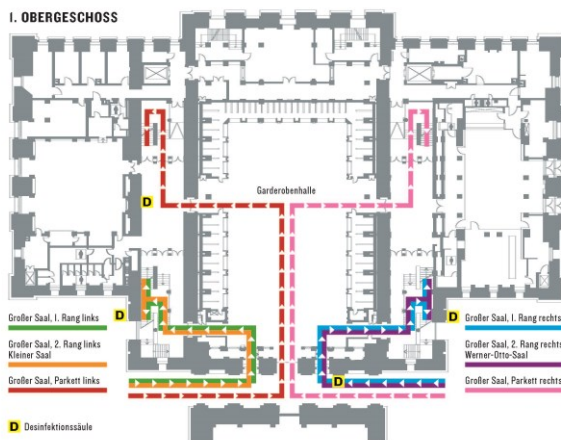 I. OBERGESCHOSS
Garderobenhalle
D
D
D
D
Großer Saal, I. Rang links
Großer Saal, 2. Rang links
Kleiner Saal
Großer Saal, Parkett links
Großer Saal, I. Rang rechts
Großer Saal, 2. Rang rechts
Werner-Otto-Saal
Großer Saal, Parkett rechts
D Desinfektionssäule